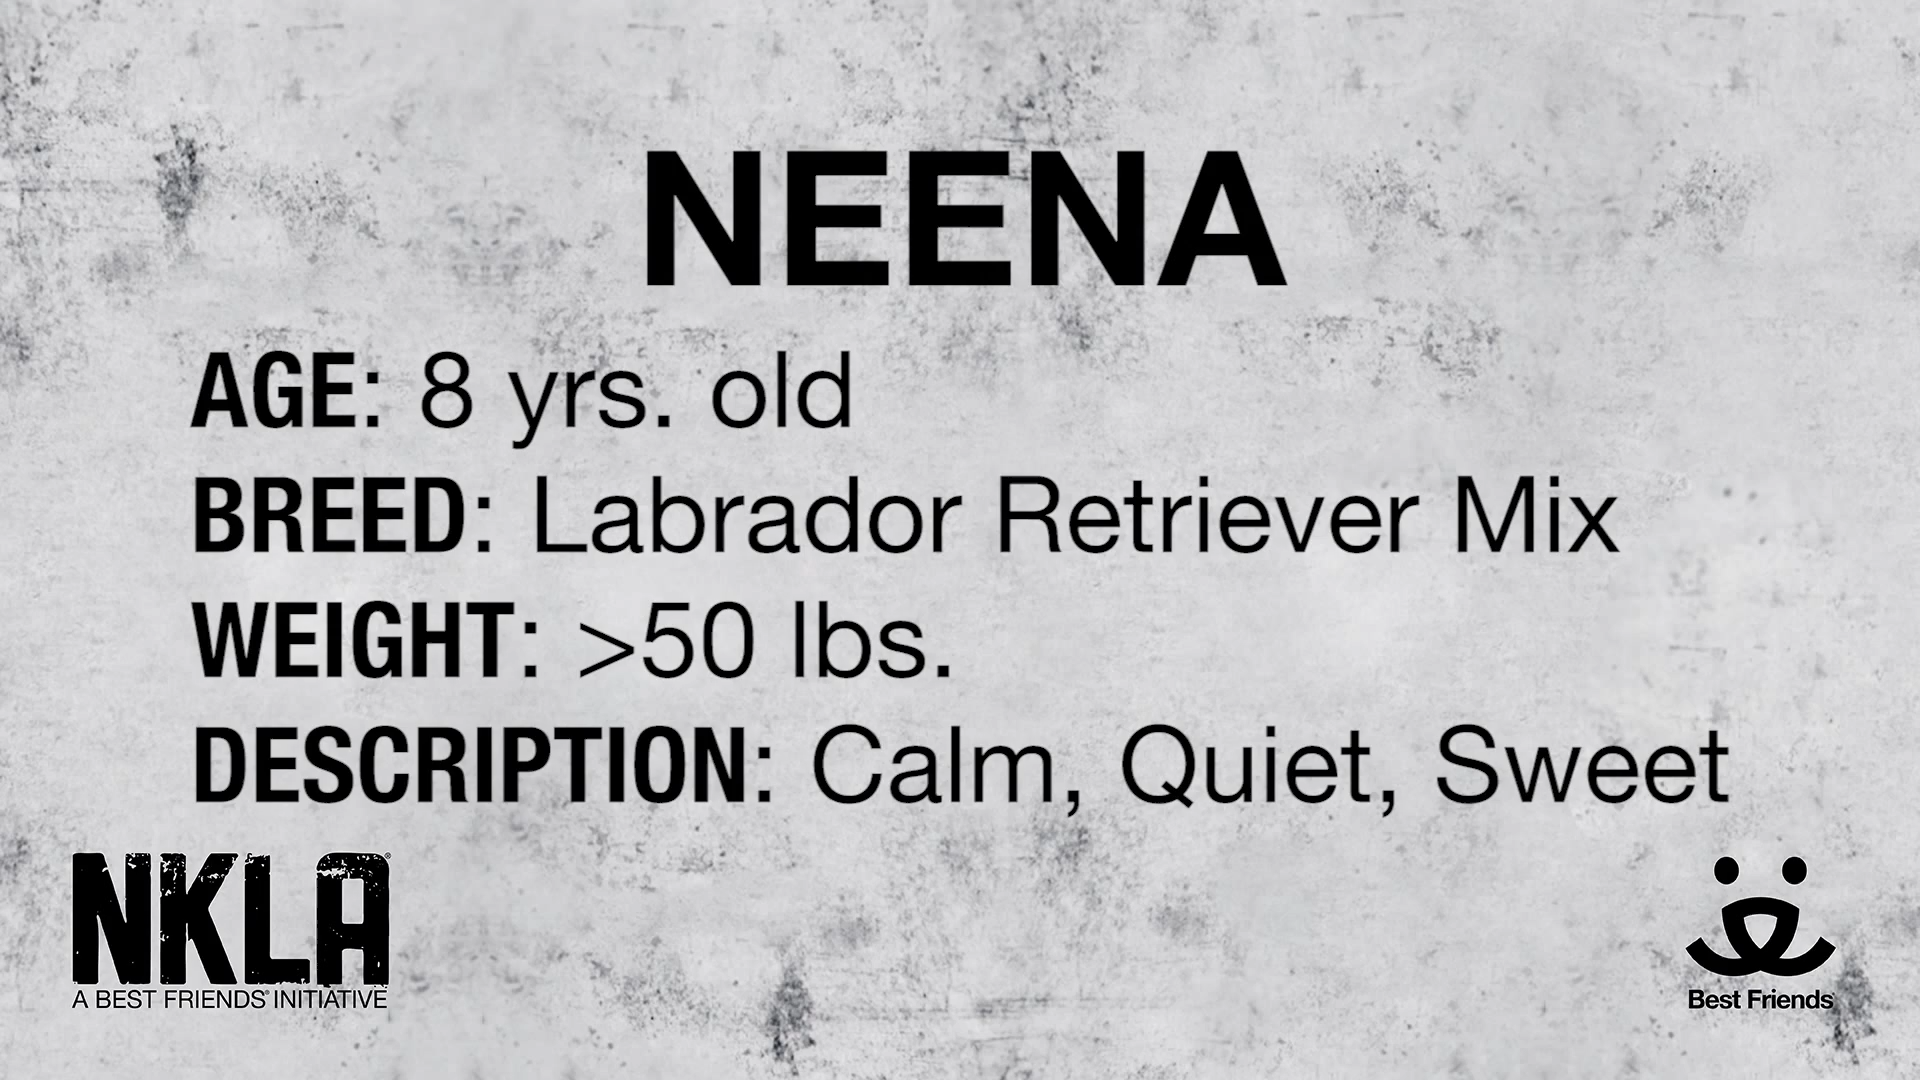 NEENA
AGE: 8 yrs. old
BREED: Labrador Retriever Mix
WEIGHT: >50 lbs.
DESCRIPTION: Calm, Quiet, Sweet
NKLA®
A BEST FRIENDS® INITIATIVE
Best Friends